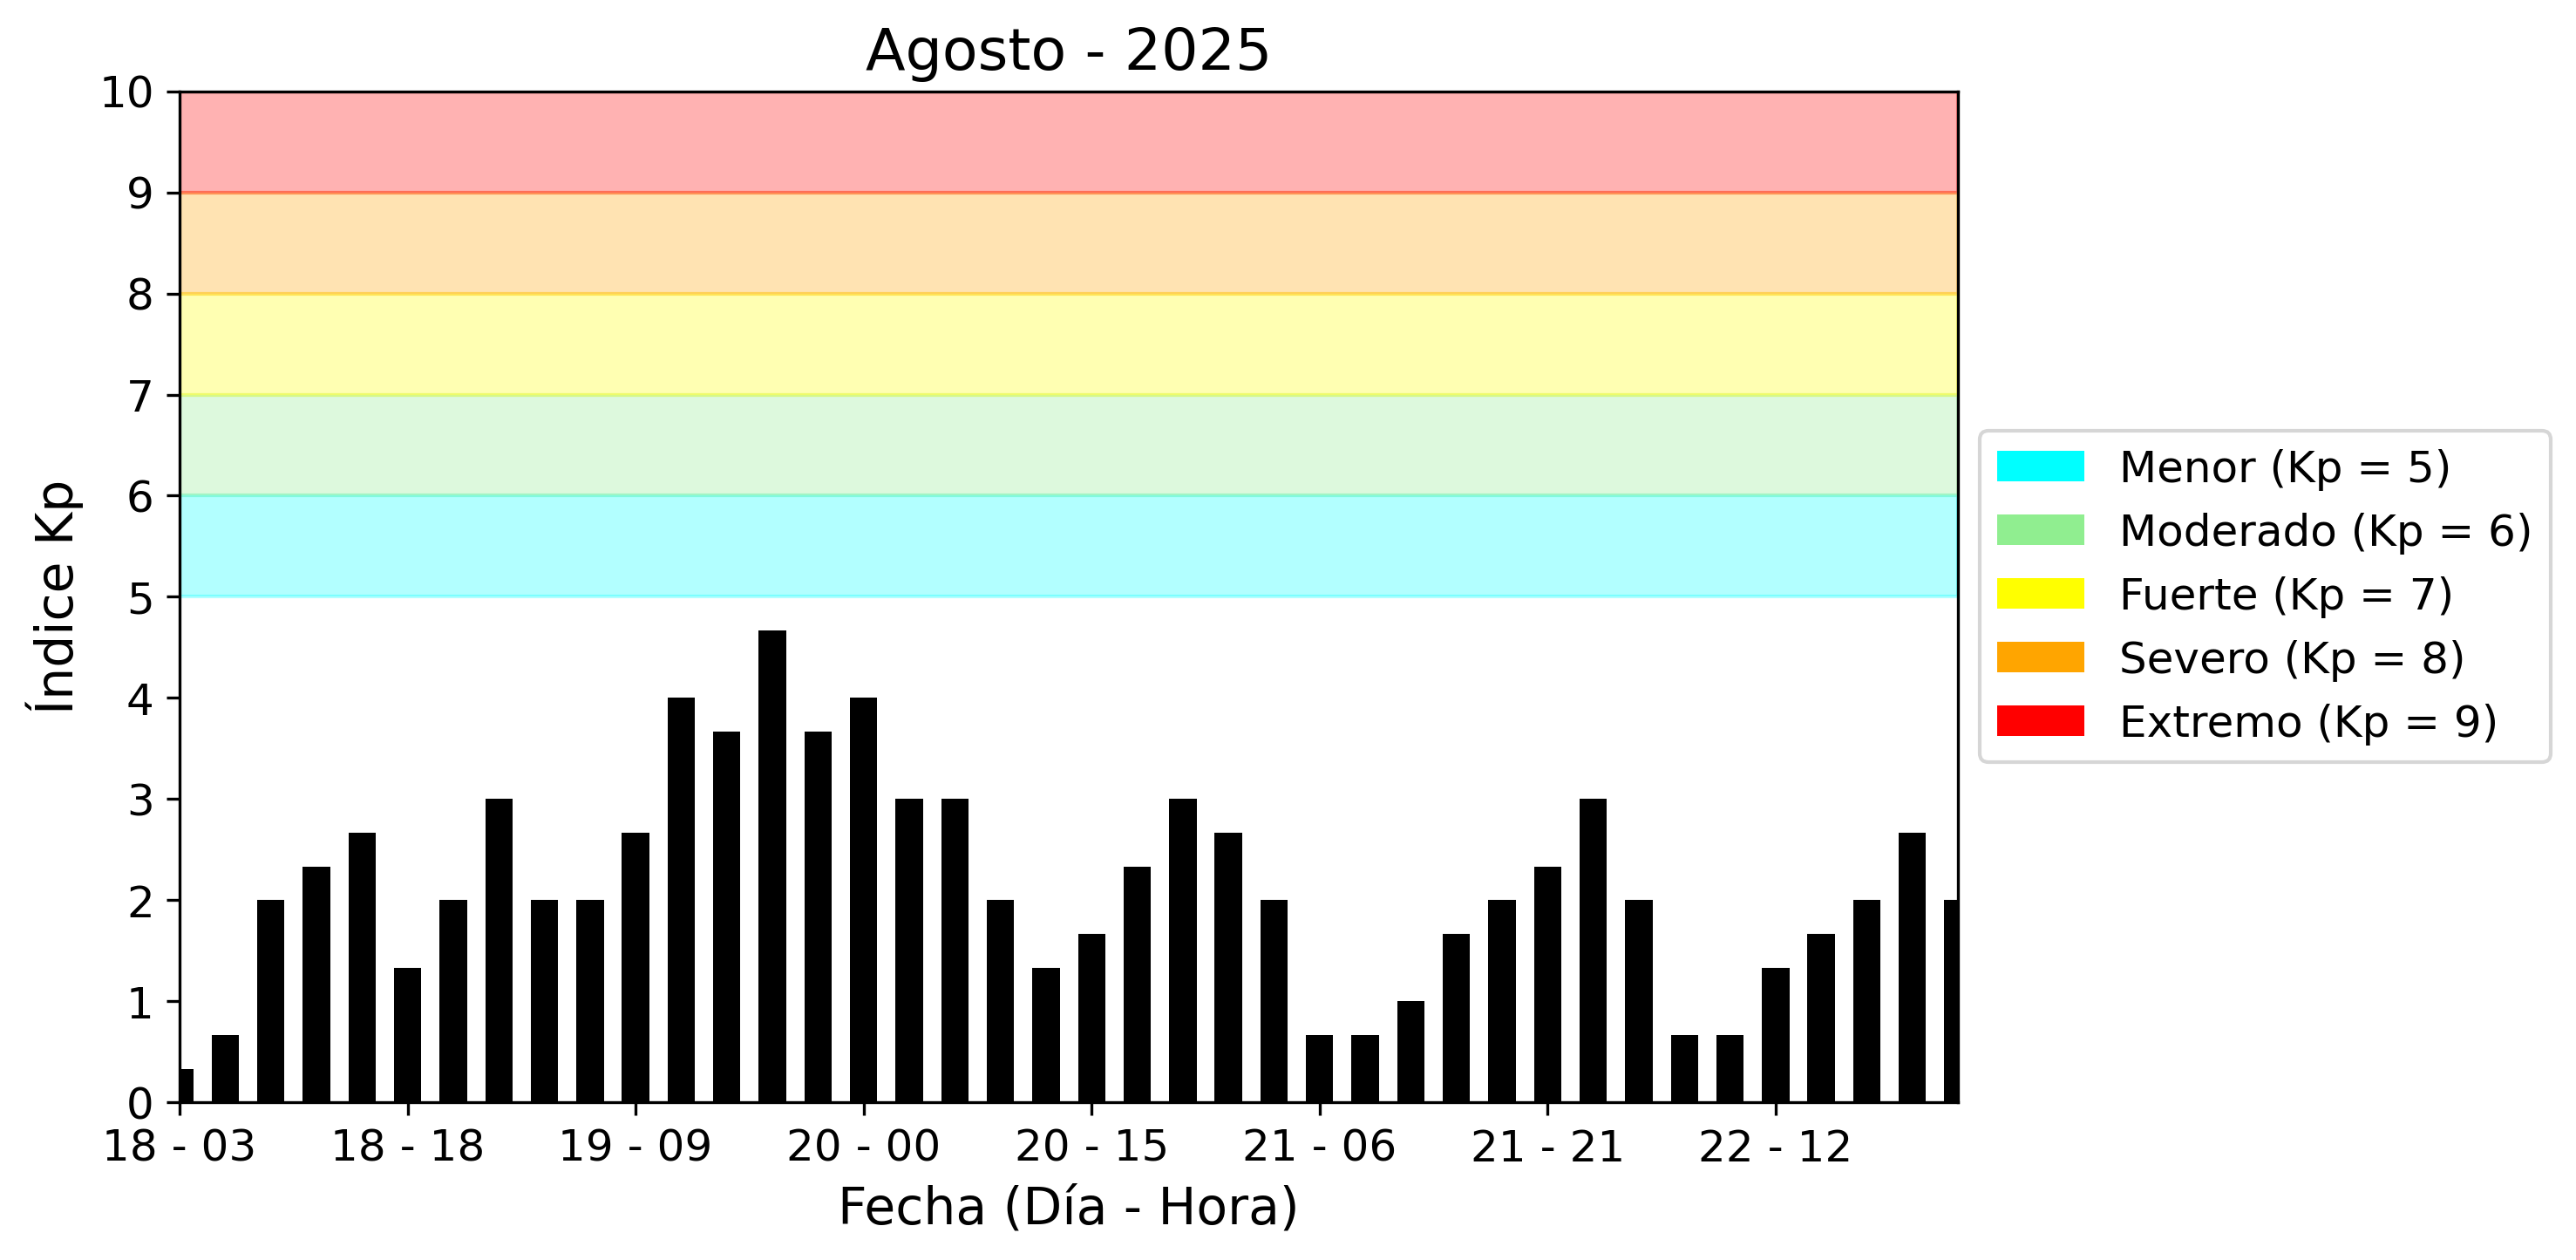 Agosto - 2025
10
9
8
7
6
5
4
3
2
1
0
Índice Kp
18 - 03
18 - 18
19 - 09
20 - 00
20 - 15
21 - 06
21 - 21
22 - 12
Fecha (Día - Hora)
Menor (Kp = 5)
Moderado (Kp = 6)
Fuerte (Kp = 7)
Severo (Kp = 8)
Extremo (Kp = 9)